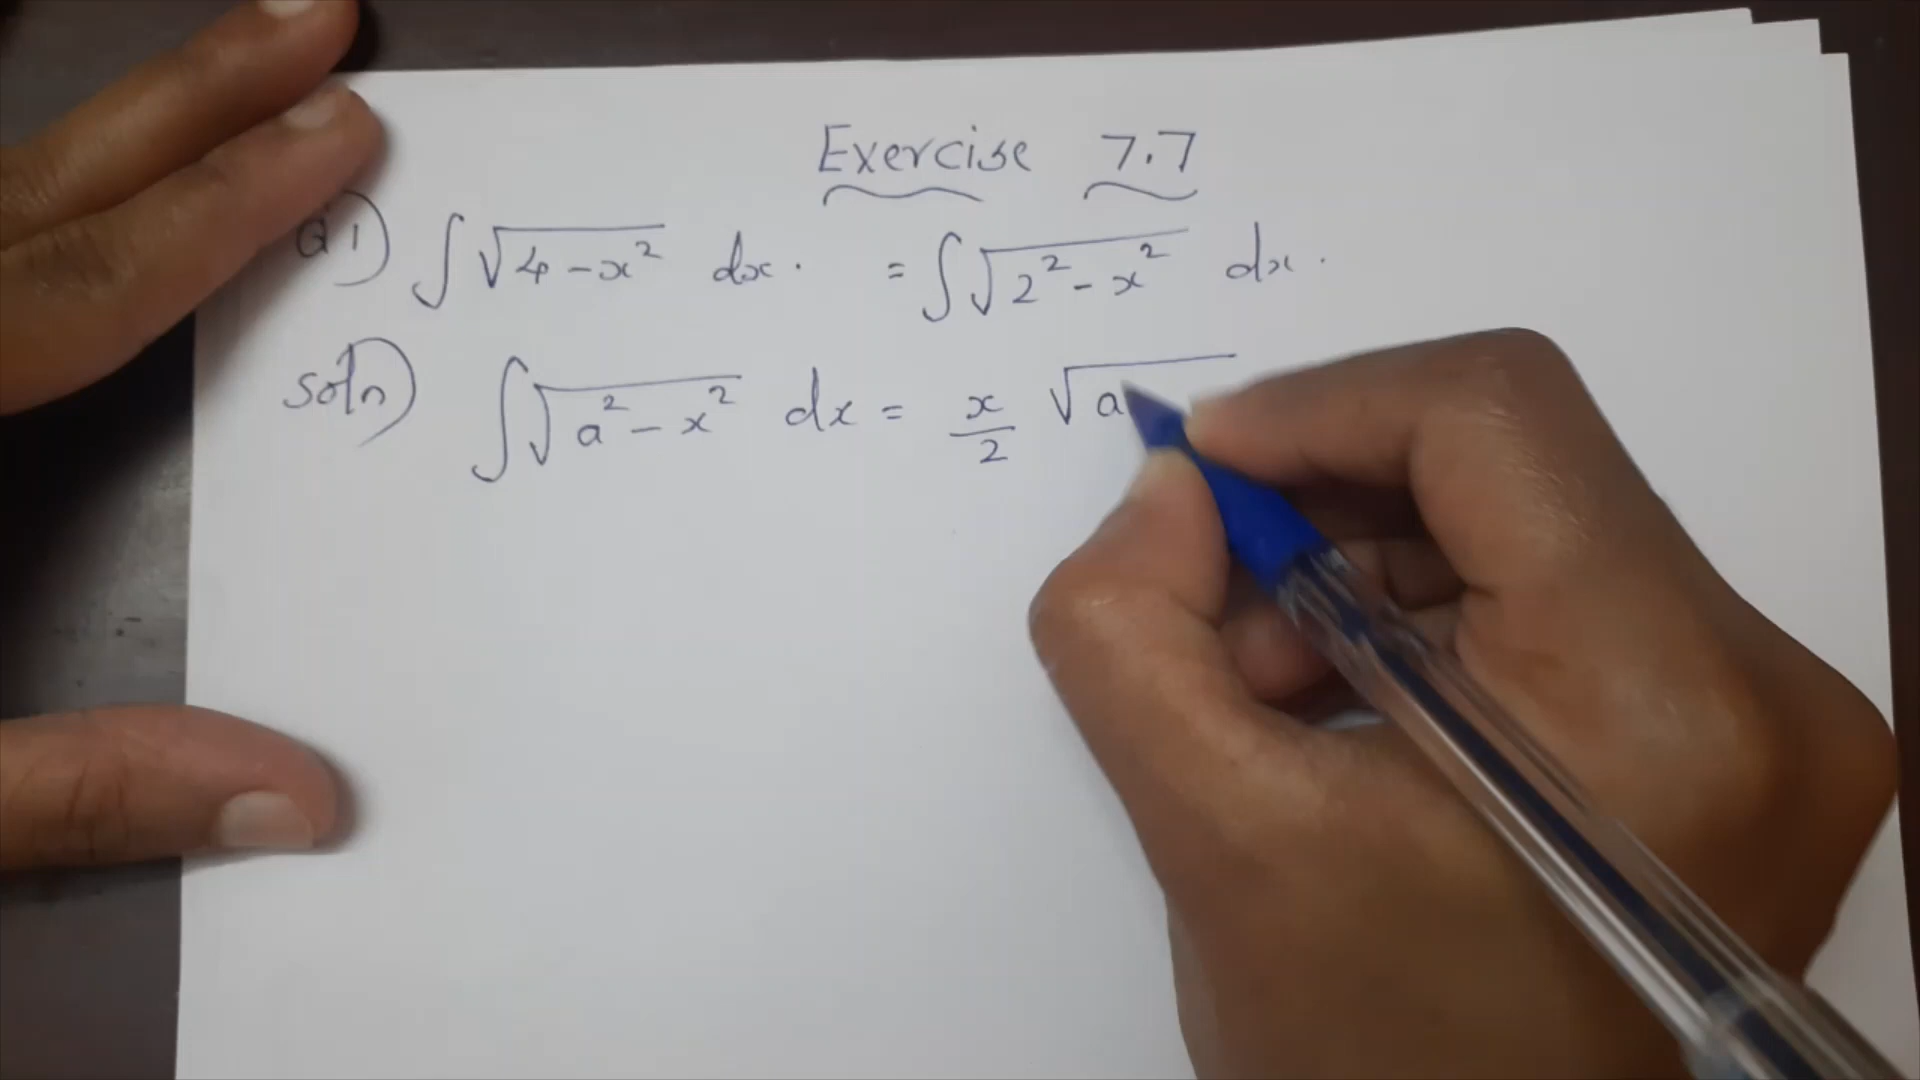 Exercise 7.7
Q1) ∫√(4-x²) dx. = ∫√(2²-x²) dx.
Soln) ∫√(a²-x²) dx = x/2 √a